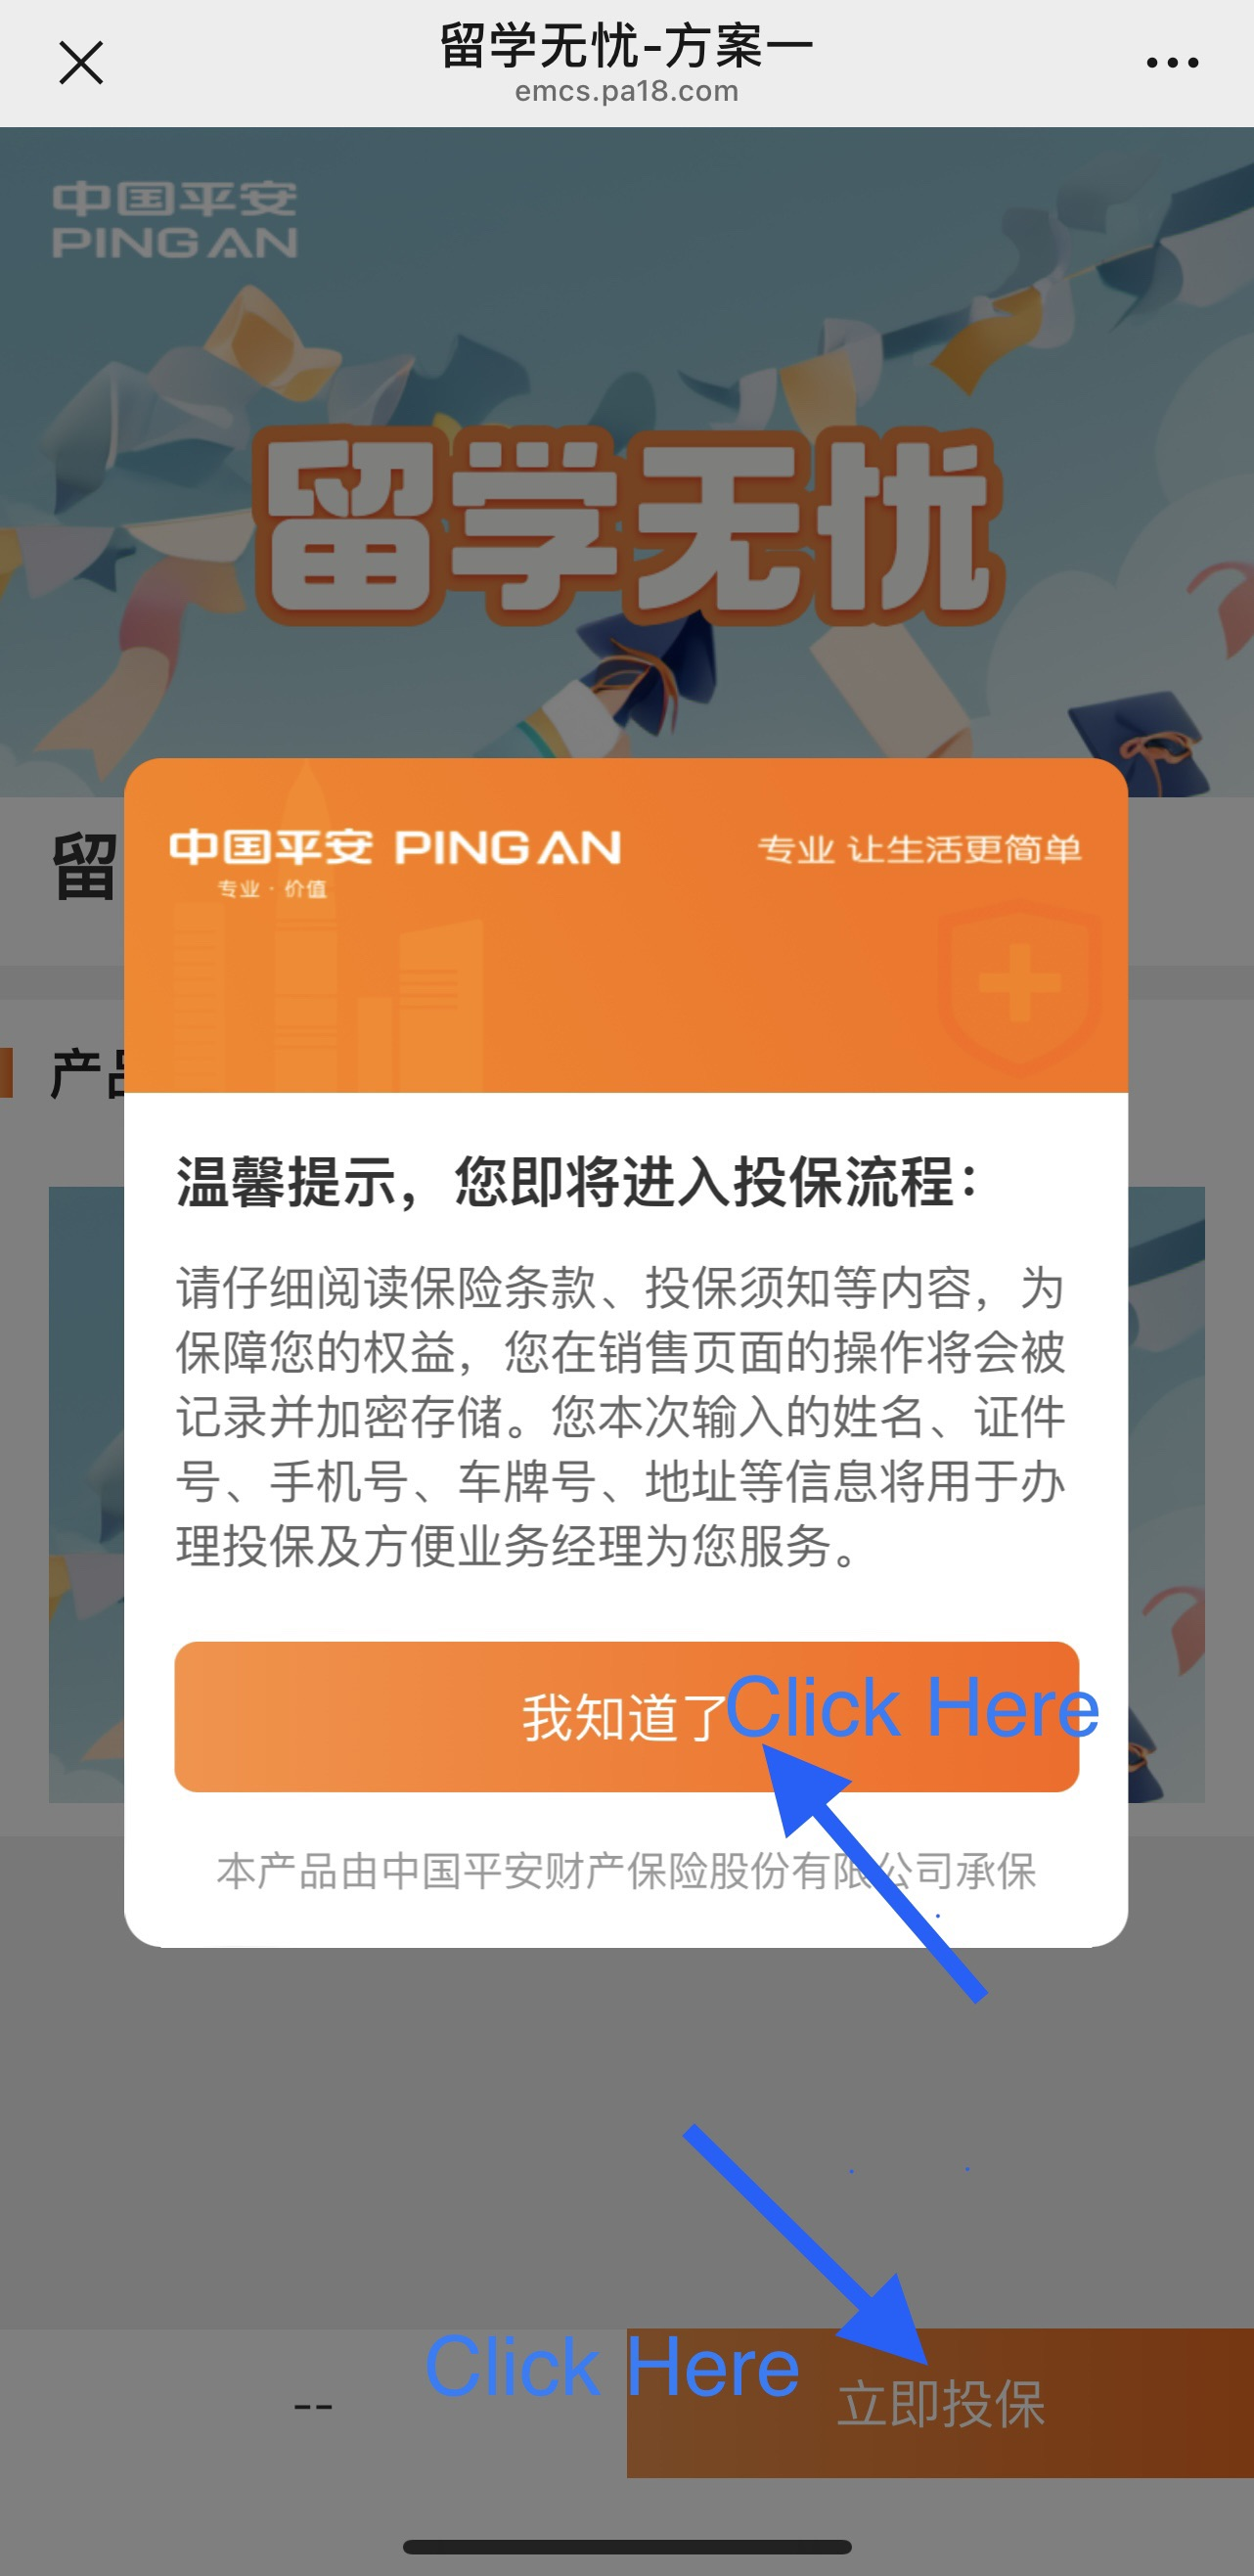 留学无忧-方案一
emcs.pa18.com
中国平安
PING AN
留学无忧
留
中国平安 PING AN
专业 让生活更简单
专业·价值
产品
温馨提示，您即将进入投保流程：
请仔细阅读保险条款、投保须知等内容，为
保障您的权益，您在销售页面的操作将会被
记录并加密存储。您本次输入的姓名、证件
号、手机号、车牌号、地址等信息将用于办
理投保及方便业务经理为您服务。
我知道了
Click Here
本产品由中国平安财产保险股份有限公司承保
Click Here
--
立即投保